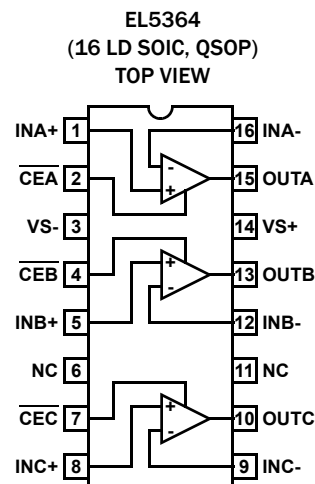 EL5364
(16 LD SOIC, QSOP)
TOP VIEW
INA+ 1 16 INA-
CEA 2 - + 15 OUTA
VS- 3 14 VS+
CEB 4 + - 13 OUTB
INB+ 5 12 INB-
NC 6 11 NC
CEC 7 + - 10 OUTC
INC+ 8 9 INC-